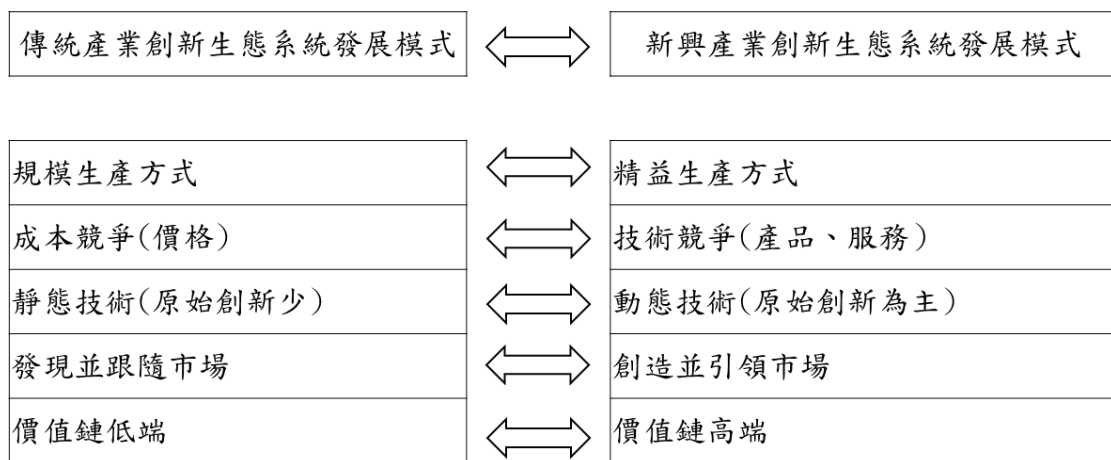 傳統產業創新生態系統發展模式
新興產業創新生態系統發展模式
規模生產方式
精益生產方式
成本競爭(價格)
技術競爭(產品、服務)
靜態技術(原始創新少)
動態技術(原始創新為主)
發現並跟隨市場
創造並引領市場
價值鏈低端
價值鏈高端